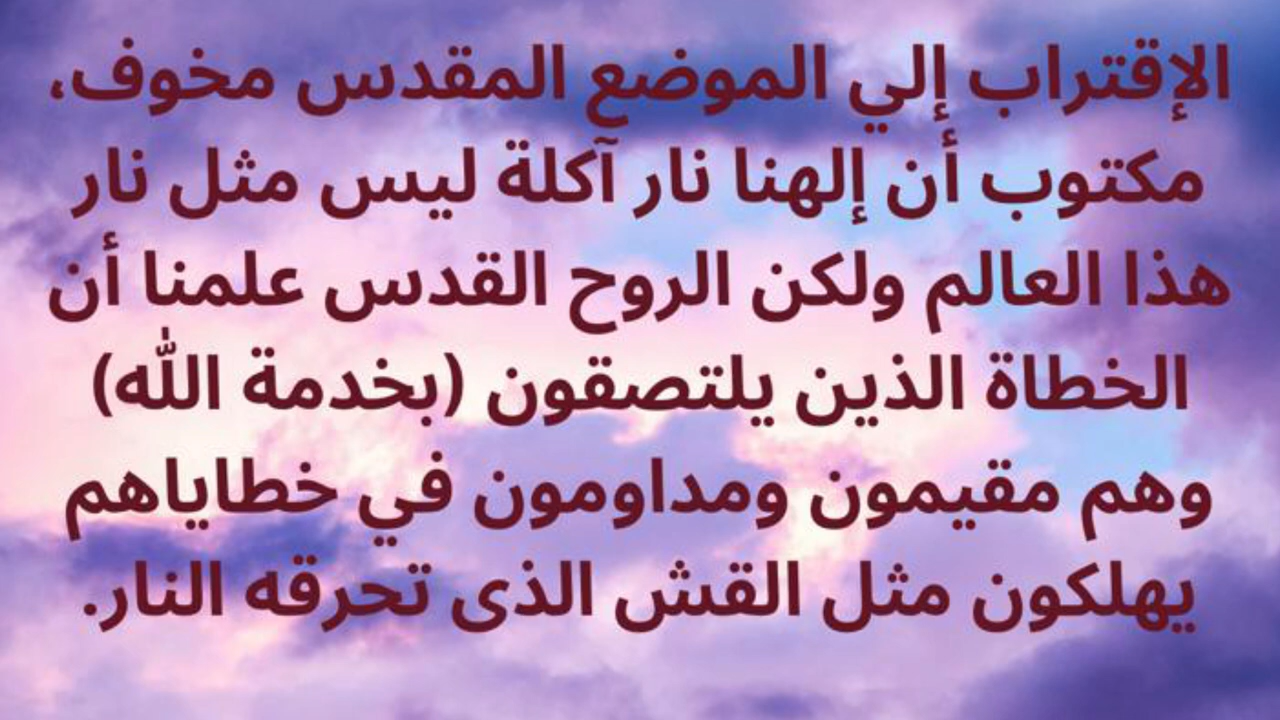 الإقتراب إلي الموضع المقدس مخوف،
مكتوب أن إلهنا نار آكلة ليس مثل نار
هذا العالم ولكن الروح القدس علمنا أن
الخطاة الذين يلتصقون (بخدمة الله)
وهم مقيمون ومداومون في خطاياهم
يهلكون مثل القش الذى تحرقه النار.